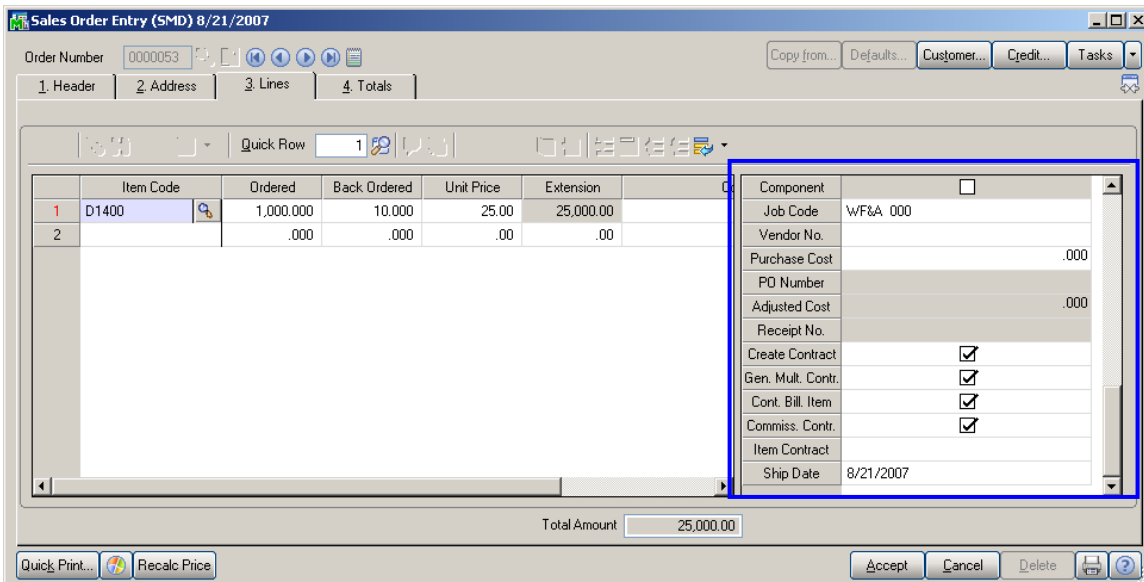 Sales Order Entry (SMD) 8/21/2007
Order Number 0000053 Copy from... Defaults... Customer... Credit... Tasks
1. Header 2. Address 3. Lines 4. Totals
Quick Row 1
Item Code Ordered Back Ordered Unit Price Extension
1 D1400 1,000.000 10.000 25.00 25,000.00
2 .000 .000 .00 .00
Component
Job Code WF&A 000
Vendor No.
Purchase Cost .000
PO Number
Adjusted Cost .000
Receipt No.
Create Contract
Gen. Mult. Contr.
Cont. Bill. Item
Commiss. Contr.
Item Contract
Ship Date 8/21/2007
Total Amount 25,000.00
Quick Print... Recalc Price Accept Cancel Delete